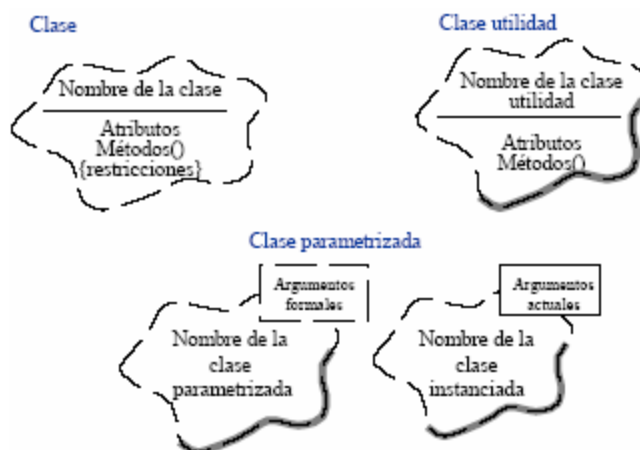 Clase
Nombre de la clase
Atributos
Métodos()
{restricciones}
Clase utilidad
Nombre de la clase
utilidad
Atributos
Métodos()
Clase parametrizada
Argumentos
formales
Nombre de la
clase
parametrizada
Argumentos
actuales
Nombre de la
clase
instanciada